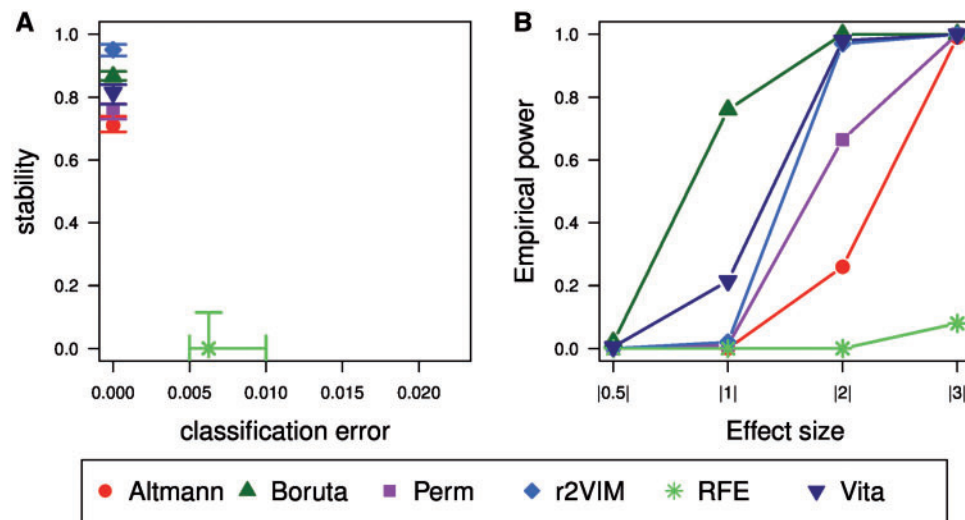 A
stability
1.0
0.8
0.6
0.4
0.2
0.0
0.000 0.005 0.010 0.015 0.020
classification error
B
Empirical power
1.0
0.8
0.6
0.4
0.2
0.0
|0.5| |1| |2| |3|
Effect size
Altmann Boruta Perm r2VIM RFE Vita